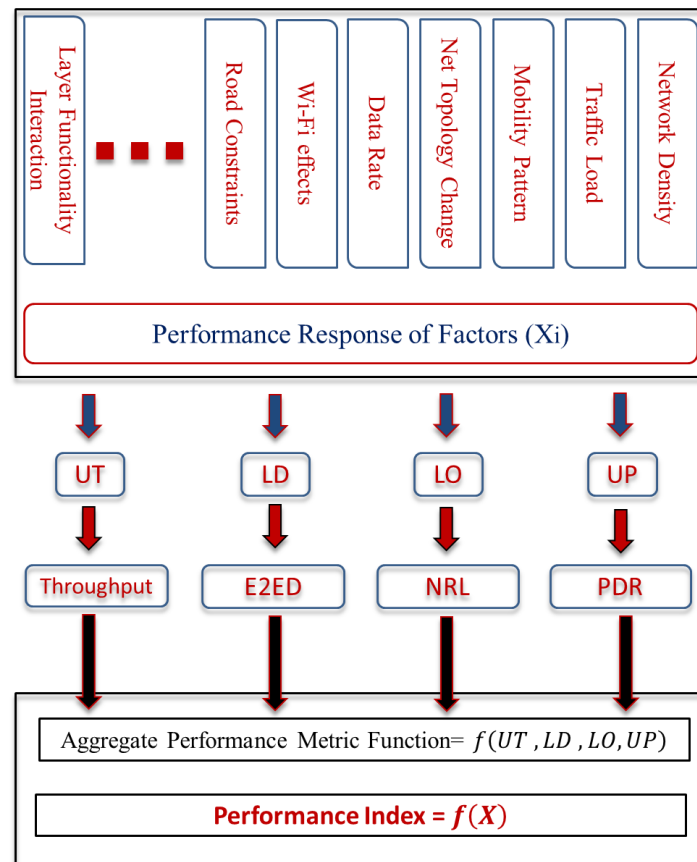 Layer Functionality
Interaction
Road Constraints
Wi-Fi effects
Data Rate
Net Topology Change
Mobility Pattern
Traffic Load
Network Density
Performance Response of Factors (Xi)
UT
LD
LO
UP
Throughput
E2ED
NRL
PDR
Aggregate Performance Metric Function= f(UT ,LD ,LO,UP)
Performance Index = f(X)